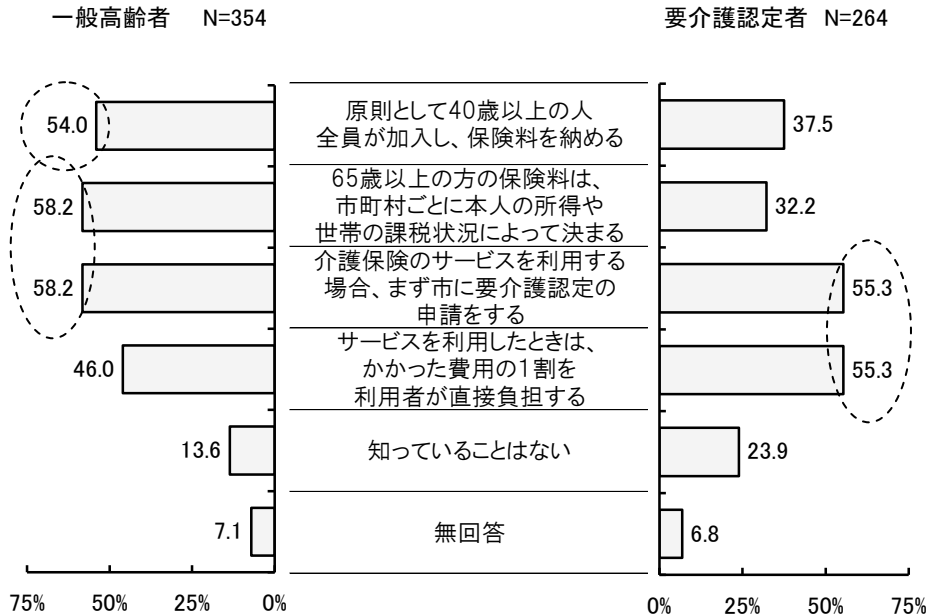 一般高齢者 N=354
要介護認定者 N=264
54.0
原則として40歳以上の人
全員が加入し、保険料を納める
37.5
58.2
65歳以上の方の保険料は、
市町村ごとに本人の所得や
世帯の課税状況によって決まる
32.2
58.2
介護保険のサービスを利用する
場合、まず市に要介護認定の
申請をする
55.3
46.0
サービスを利用したときは、
かかった費用の1割を
利用者が直接負担する
55.3
13.6
知っていることはない
23.9
7.1
無回答
6.8
75% 50% 25% 0%
0% 25% 50% 75%